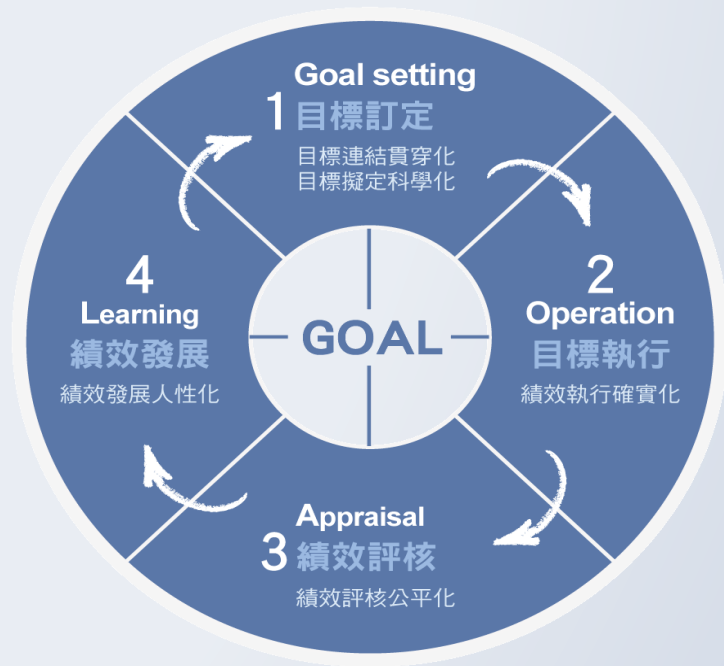 Goal setting
1 目標訂定
目標連結貫穿化
目標擬定科學化
2
Operation
目標執行
績效執行確實化
Appraisal
3 績效評核
績效評核公平化
4
Learning
績效發展
績效發展人性化
GOAL